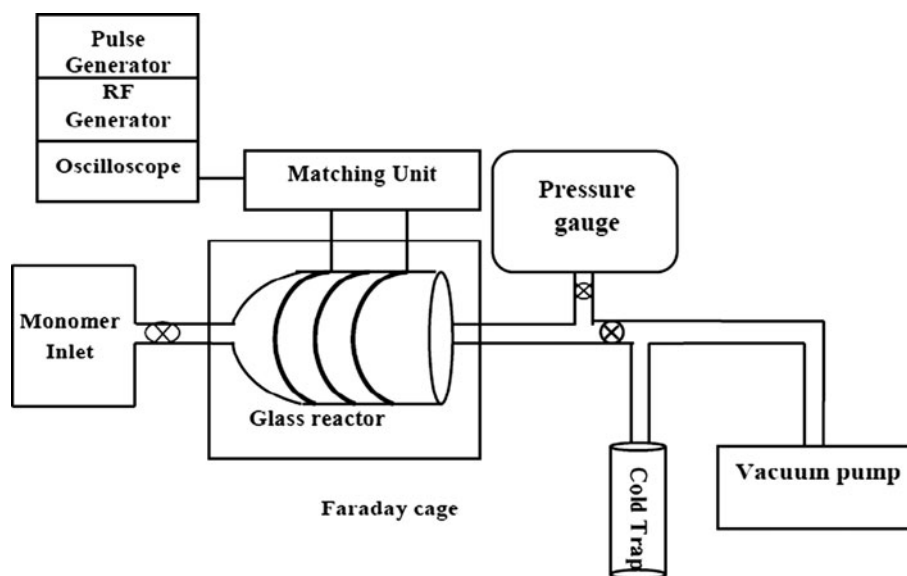 Pulse
Generator
RF
Generator
Oscilloscope
Matching Unit
Pressure
gauge
Monomer
Inlet
Glass reactor
Faraday cage
Cold Trap
Vacuum pump